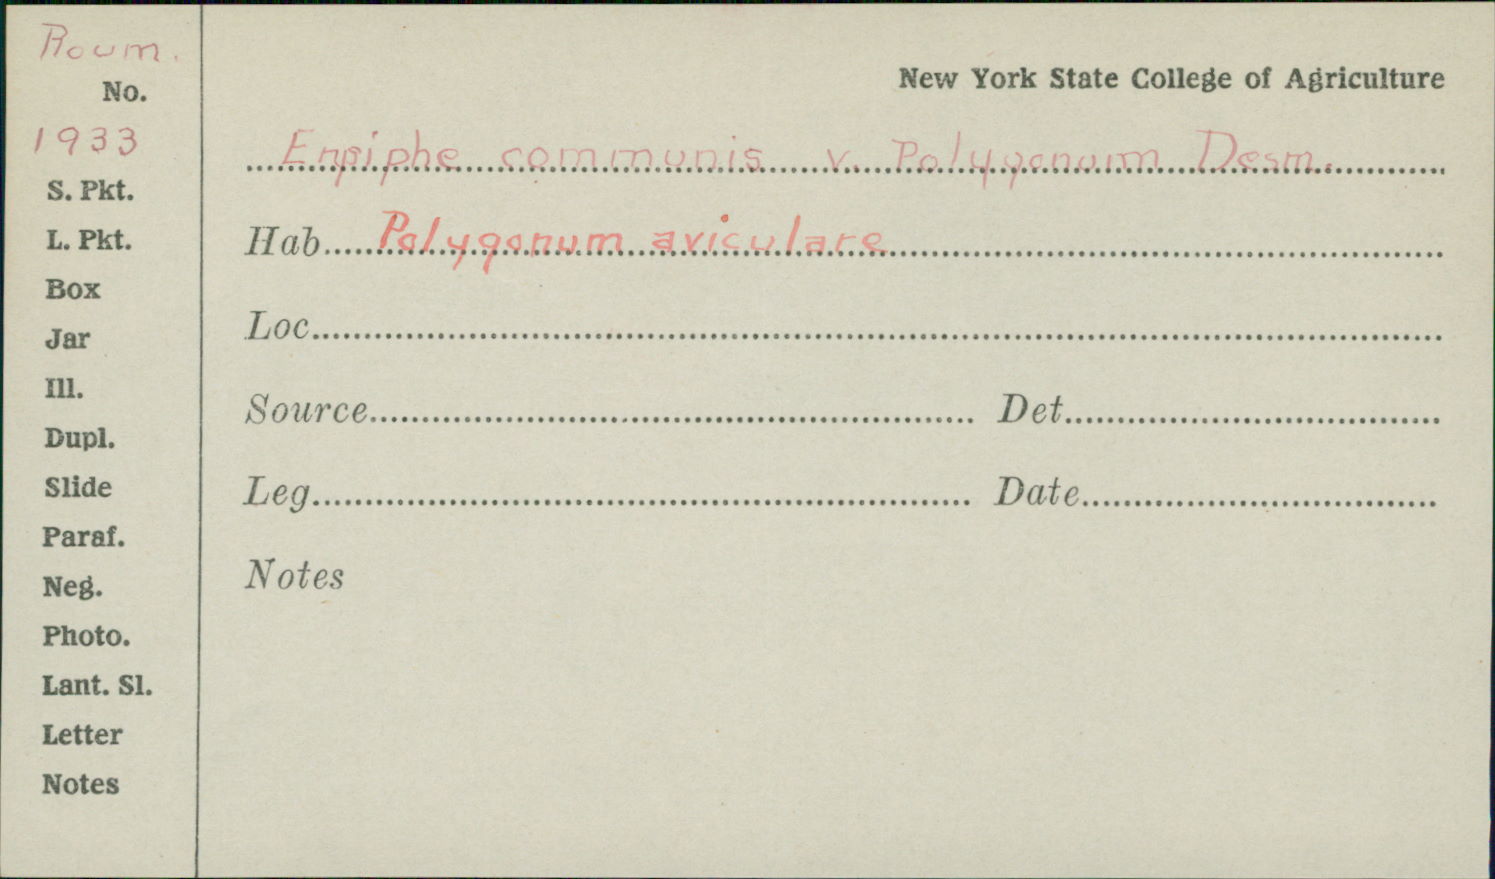 Roum.
No.
1933
S. Pkt.
L. Pkt.
Box
Jar
Ill.
Dupl.
Slide
Paraf.
Neg.
Photo.
Lant. Sl.
Letter
Notes
New York State College of Agriculture
Ersiphe communis v. Polygonum Desm.
Hab Polygonum aviculare
Loc
Source Det
Leg Date
Notes